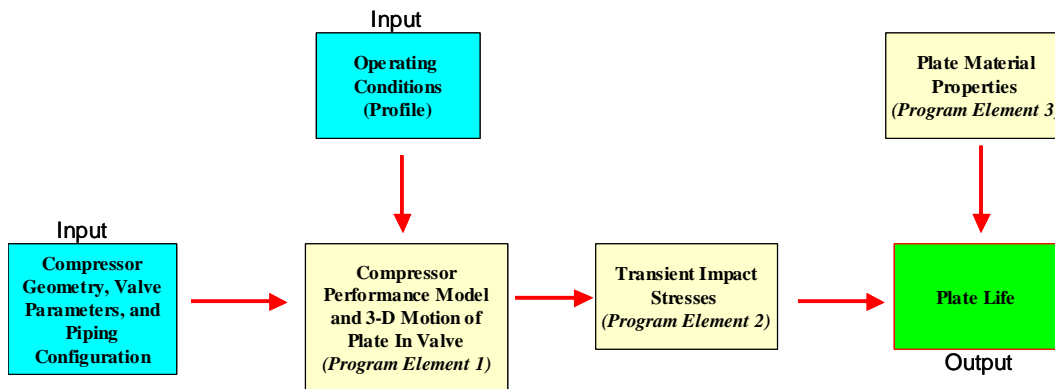 Input
Operating
Conditions
(Profile)
Plate Material
Properties
(Program Element 3)
Input
Compressor
Geometry, Valve
Parameters, and
Piping
Configuration
Compressor
Performance Model
and 3-D Motion of
Plate In Valve
(Program Element 1)
Transient Impact
Stresses
(Program Element 2)
Plate Life
Output